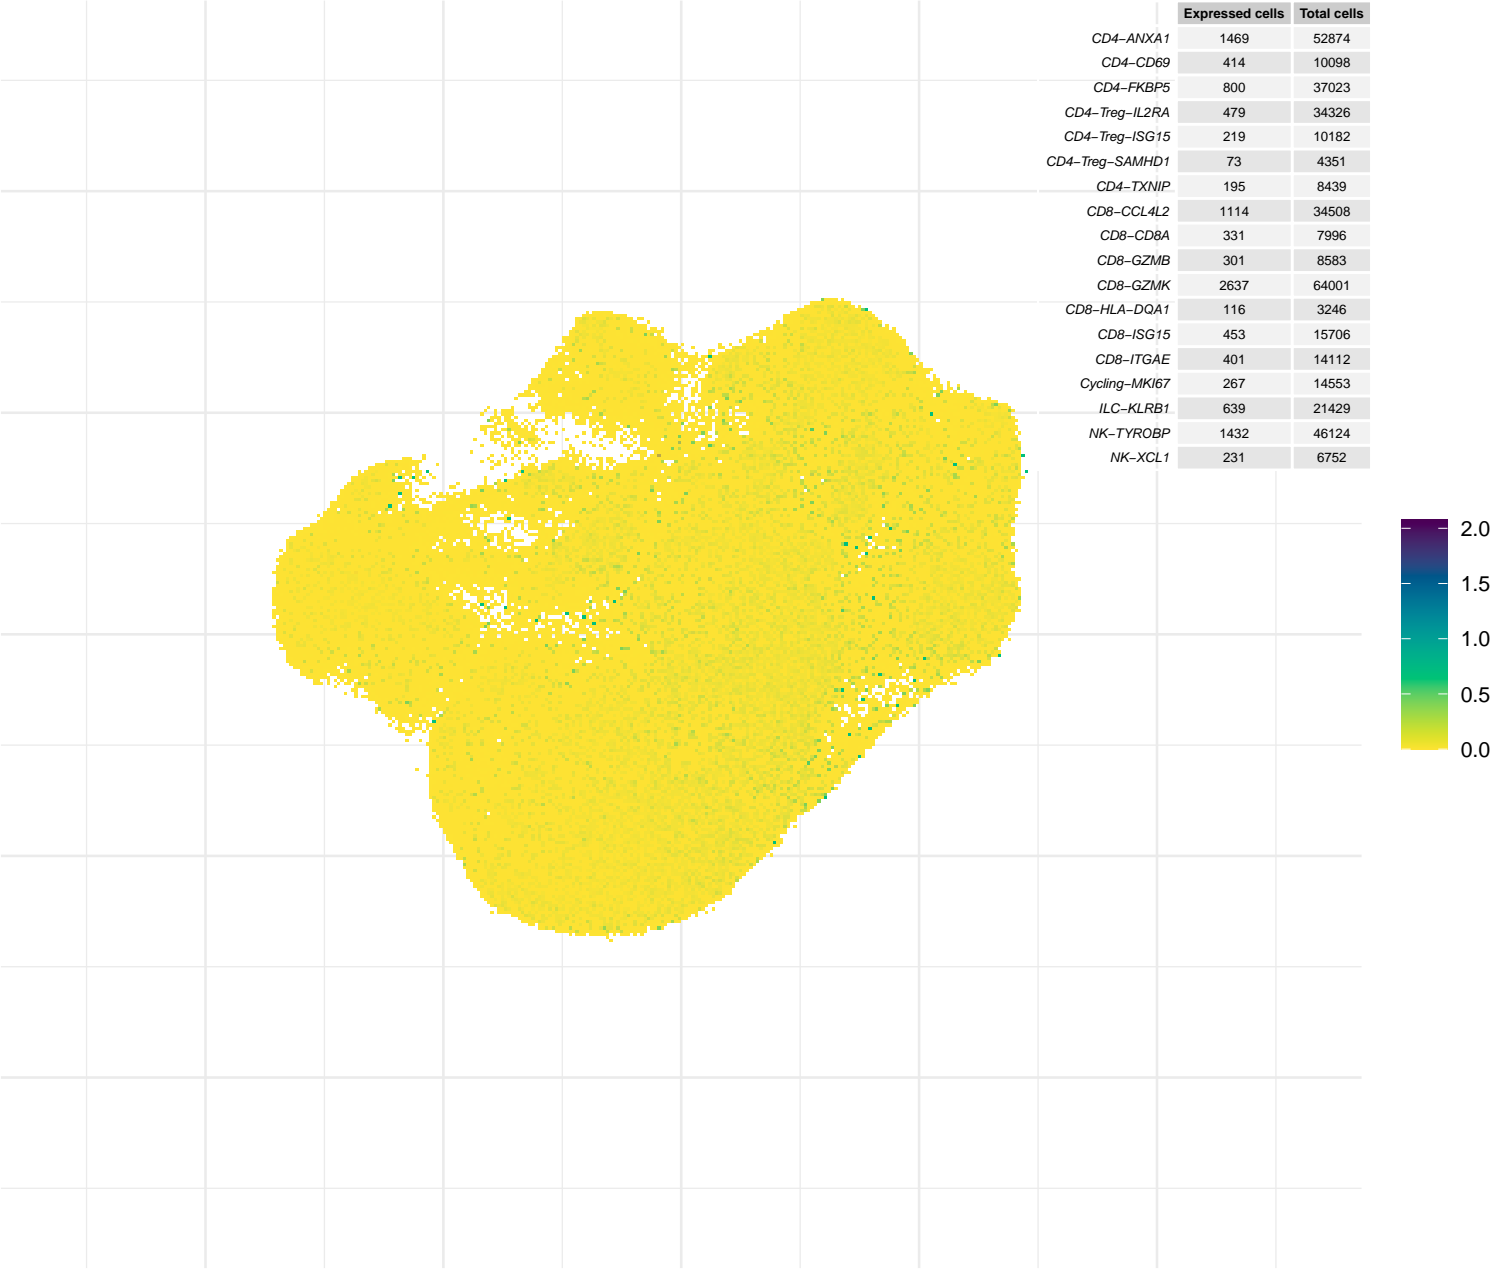 Expressed cells Total cells
CD4−ANXA1 1469 52874
CD4−CD69 414 10098
CD4−FKBP5 800 37023
CD4−Treg−IL2RA 479 34326
CD4−Treg−ISG15 219 10182
CD4−Treg−SAMHD1 73 4351
CD4−TXNIP 195 8439
CD8−CCL4L2 1114 34508
CD8−CD8A 331 7996
CD8−GZMB 301 8583
CD8−GZMK 2637 64001
CD8−HLA−DQA1 116 3246
CD8−ISG15 453 15706
CD8−ITGAE 401 14112
Cycling−MKI67 267 14553
ILC−KLRB1 639 21429
NK−TYROBP 1432 46124
NK−XCL1 231 6752
2.0
1.5
1.0
0.5
0.0